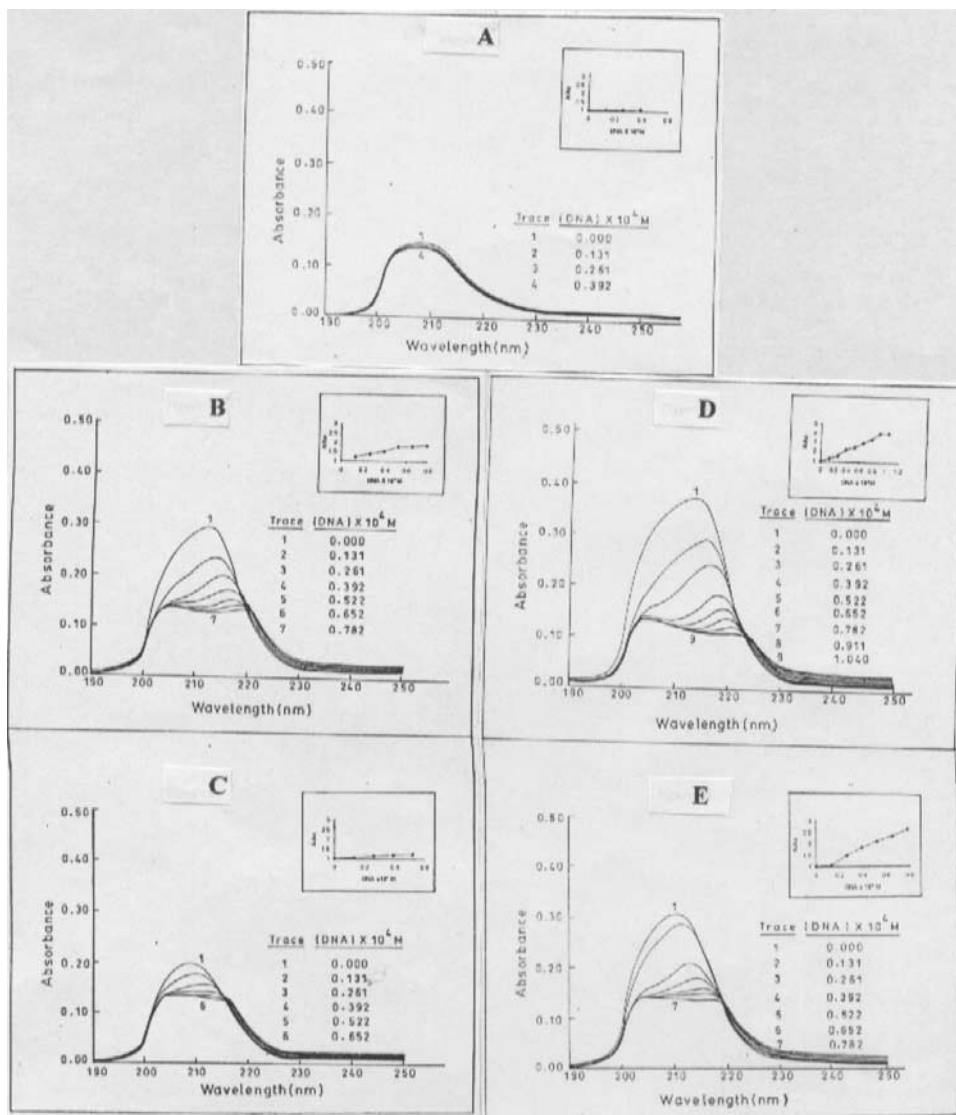 A
0.50
0.40
0.30
0.20
0.10
0.00
Absorbance
190 200 210 220 230 240 250
Wavelength(nm)
1
4
Trace (DNA) X 10⁴M
1 0.000
2 0.131
3 0.261
4 0.392
B
0.50
0.40
0.30
0.20
0.10
0.00
Absorbance
190 200 210 220 230 240 250
Wavelength(nm)
1
7
Trace (DNA) X 10⁴M
1 0.000
2 0.131
3 0.261
4 0.392
5 0.522
6 0.652
7 0.782
D
0.50
0.40
0.30
0.20
0.10
0.00
Absorbance
190 200 210 220 230 240 250
Wavelength(nm)
1
9
Trace (DNA) X 10⁴M
1 0.000
2 0.131
3 0.261
4 0.392
5 0.522
6 0.652
7 0.782
8 0.911
9 1.040
C
0.50
0.40
0.30
0.20
0.10
0.00
Absorbance
190 200 210 220 230 240 250
Wavelength(nm)
1
6
Trace (DNA) X 10⁴M
1 0.000
2 0.131
3 0.261
4 0.392
5 0.522
6 0.652
E
0.50
0.40
0.30
0.20
0.10
0.00
Absorbance
190 200 210 220 230 240 250
Wavelength(nm)
1
7
Trace (DNA) X 10⁴M
1 0.000
2 0.131
3 0.261
4 0.392
5 0.522
6 0.652
7 0.782